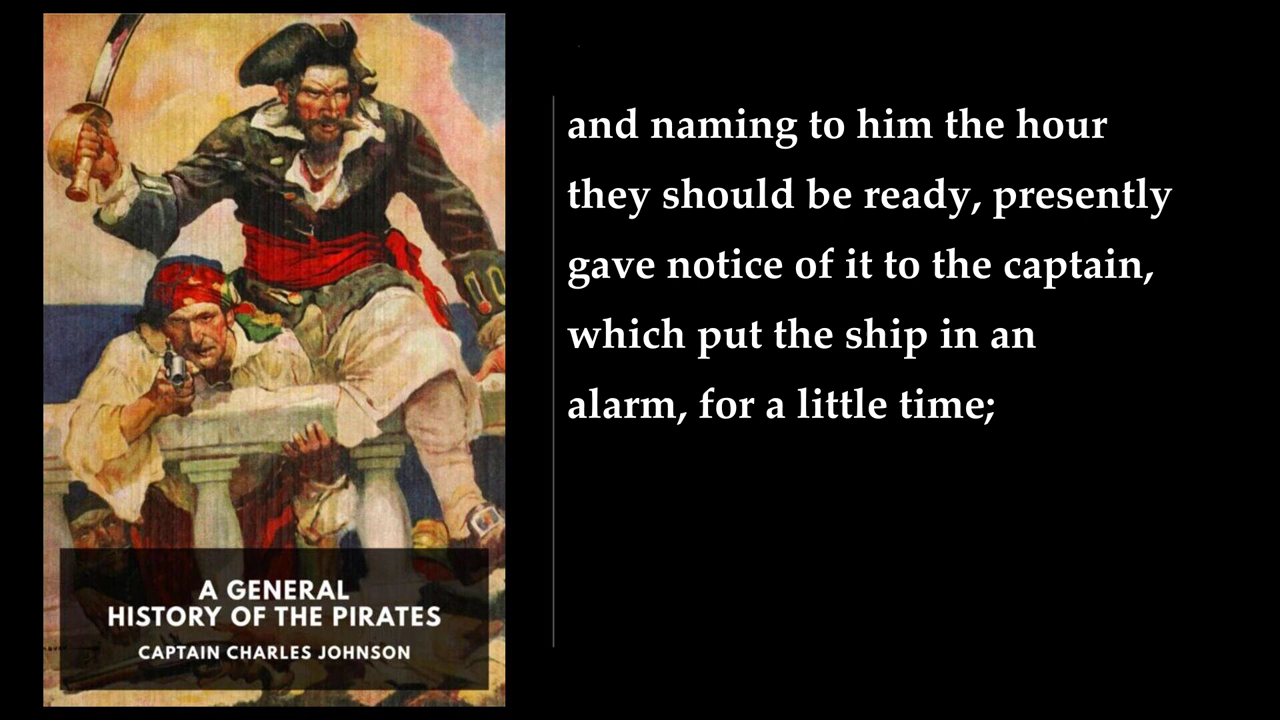 and naming to him the hour
they should be ready, presently
gave notice of it to the captain,
which put the ship in an
alarm, for a little time;
A GENERAL
HISTORY OF THE PIRATES
CAPTAIN CHARLES JOHNSON